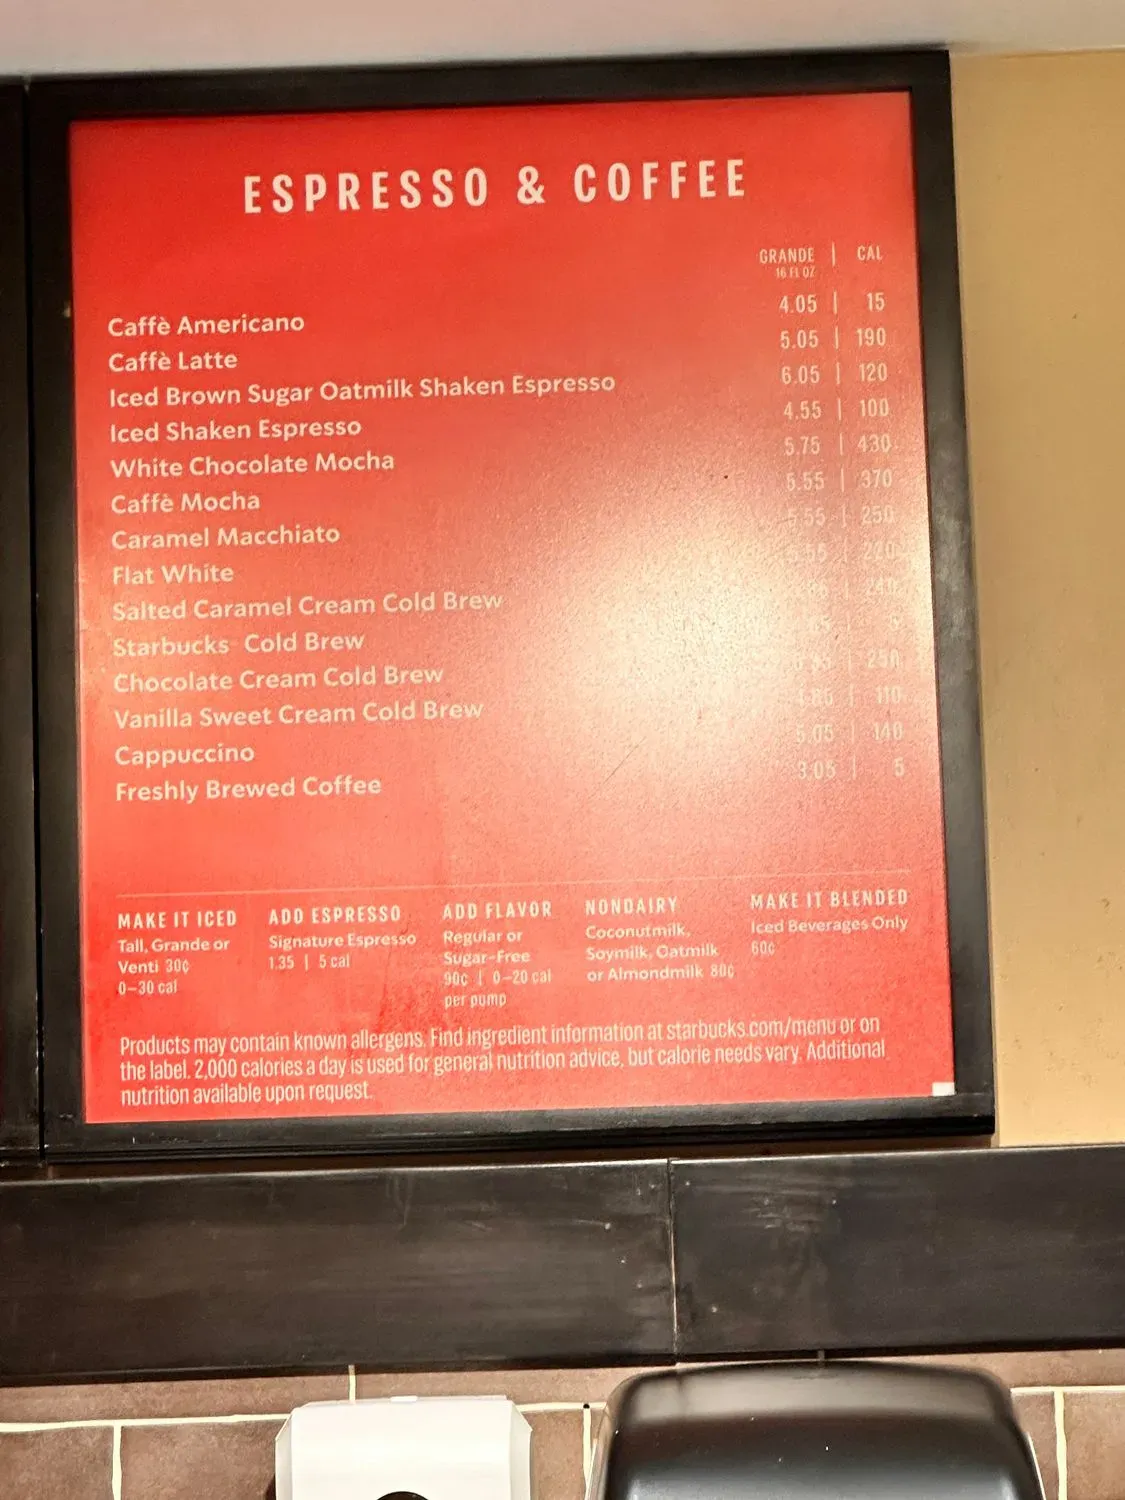 ESPRESSO & COFFEE
GRANDE | CAL
16 fl oz
Caffè Americano 4.05 | 15
Caffè Latte 5.05 | 190
Iced Brown Sugar Oatmilk Shaken Espresso 6.05 | 120
Iced Shaken Espresso 4.55 | 100
White Chocolate Mocha 5.75 | 430
Caffè Mocha 5.55 | 370
Caramel Macchiato 5.55 | 250
Flat White 5.55 | 220
Salted Caramel Cream Cold Brew | 240
Starbucks Cold Brew | 5
Chocolate Cream Cold Brew | 250
Vanilla Sweet Cream Cold Brew 4.85 | 110
Cappuccino 5.05 | 140
Freshly Brewed Coffee 3.05 | 5
MAKE IT ICED
Tall, Grande or
Venti 30¢
0–30 cal
ADD ESPRESSO
Signature Espresso
1.35 | 5 cal
ADD FLAVOR
Regular or
Sugar-Free
90¢ | 0–20 cal
per pump
NONDAIRY
Coconutmilk,
Soymilk, Oatmilk
or Almondmilk 80¢
MAKE IT BLENDED
Iced Beverages Only
60¢
Products may contain known allergens. Find ingredient information at starbucks.com/menu or on
the label. 2,000 calories a day is used for general nutrition advice, but calorie needs vary. Additional
nutrition available upon request.